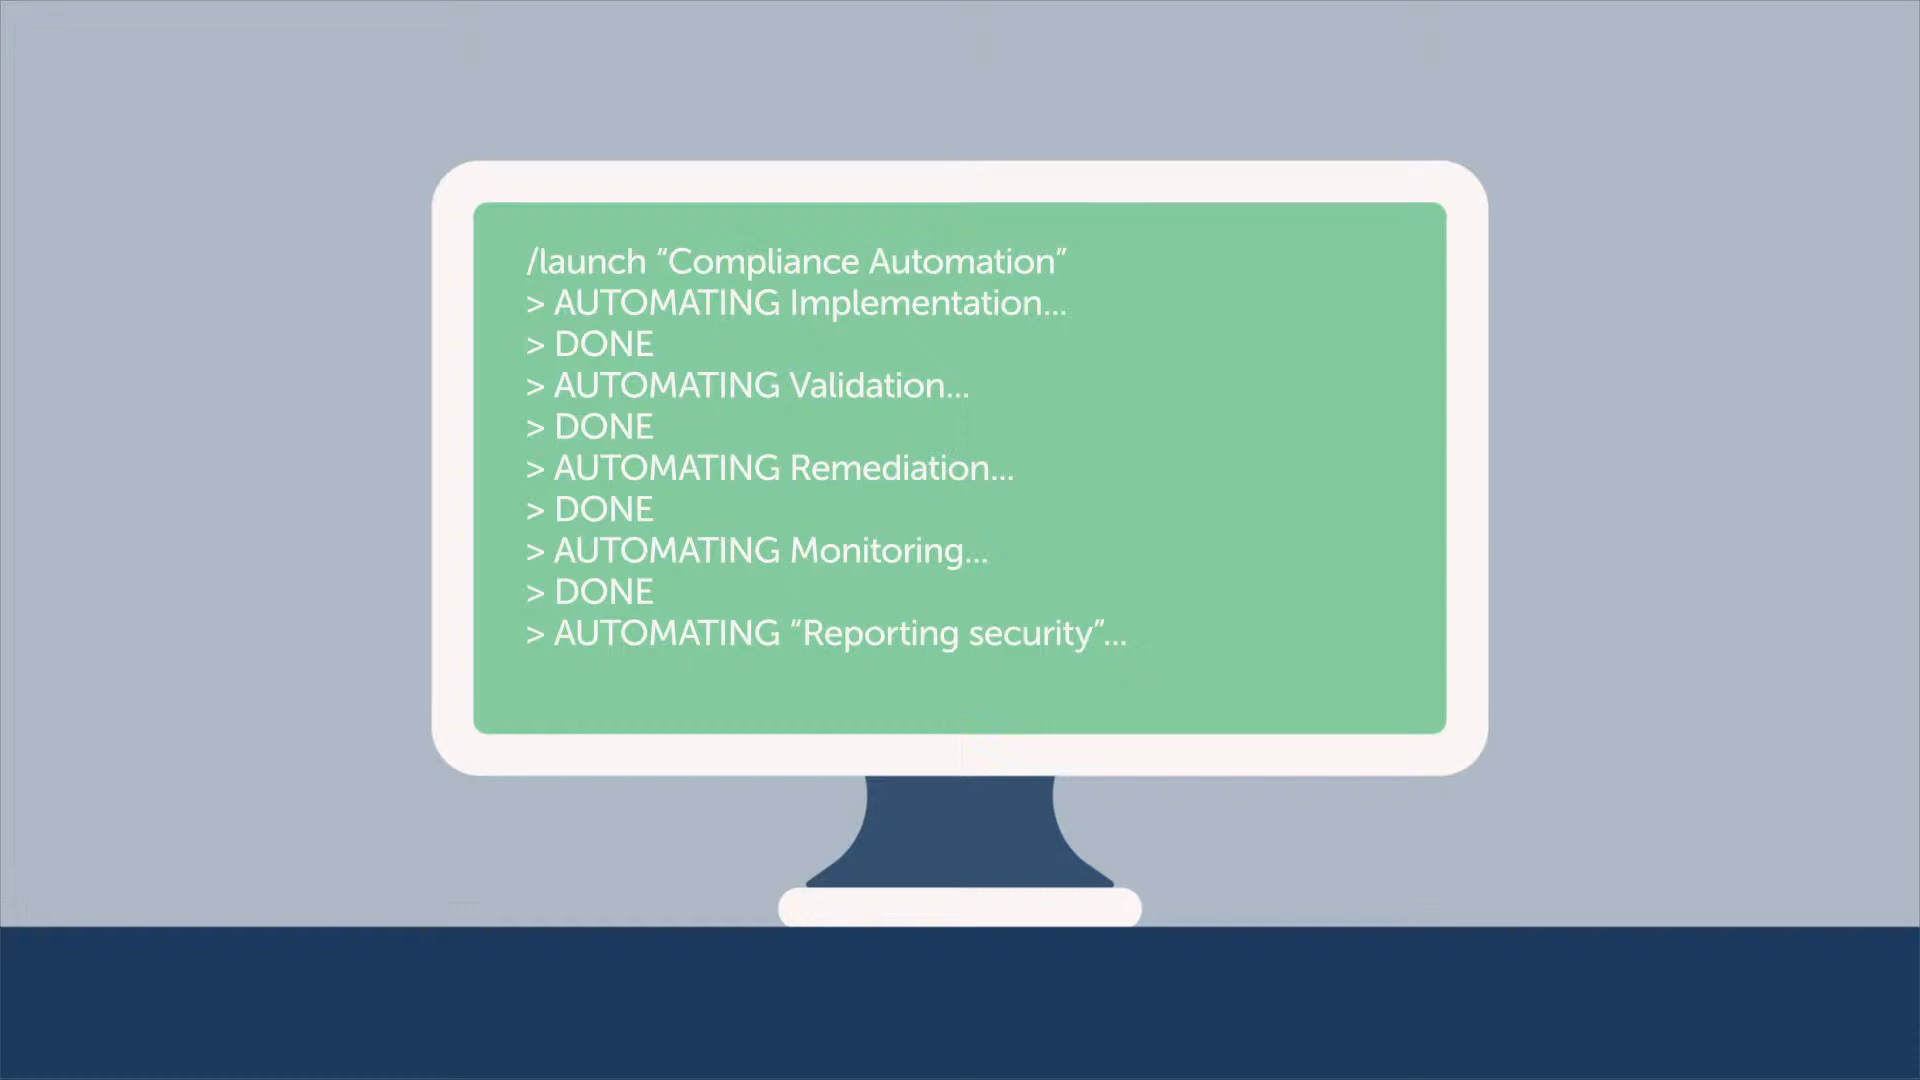 /launch “Compliance Automation”
> AUTOMATING Implementation...
> DONE
> AUTOMATING Validation...
> DONE
> AUTOMATING Remediation...
> DONE
> AUTOMATING Monitoring...
> DONE
> AUTOMATING “Reporting security”...